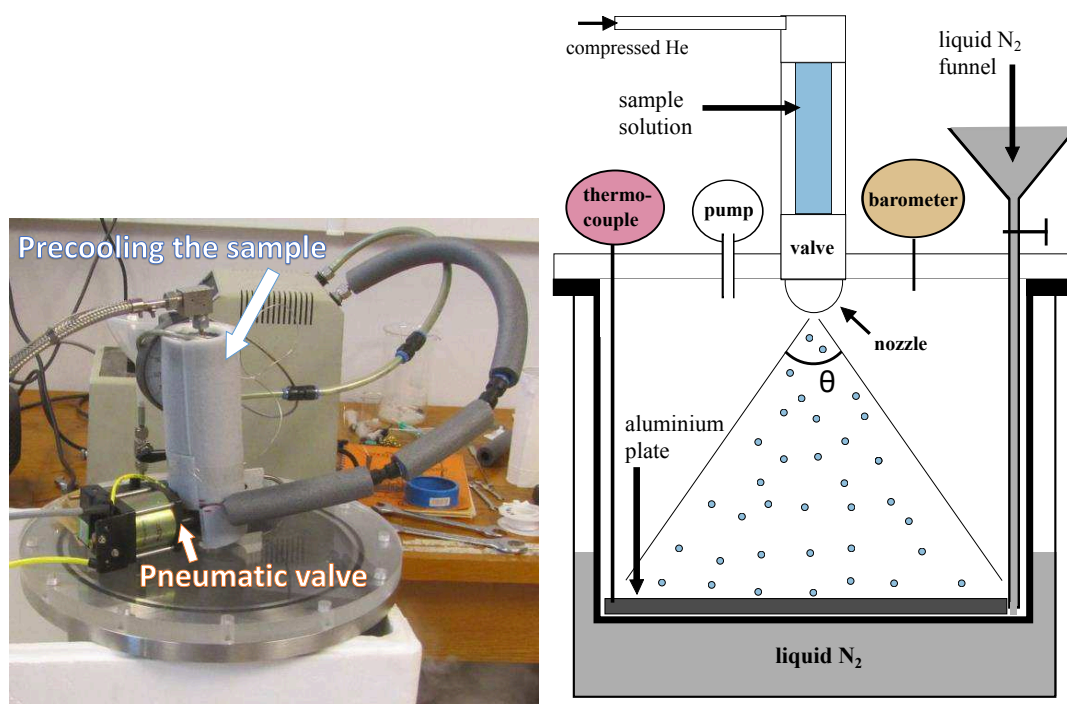 Precooling the sample
Pneumatic valve
compressed He
sample
solution
liquid N₂
funnel
thermo-
couple
pump
valve
barometer
nozzle
θ
aluminium
plate
liquid N₂